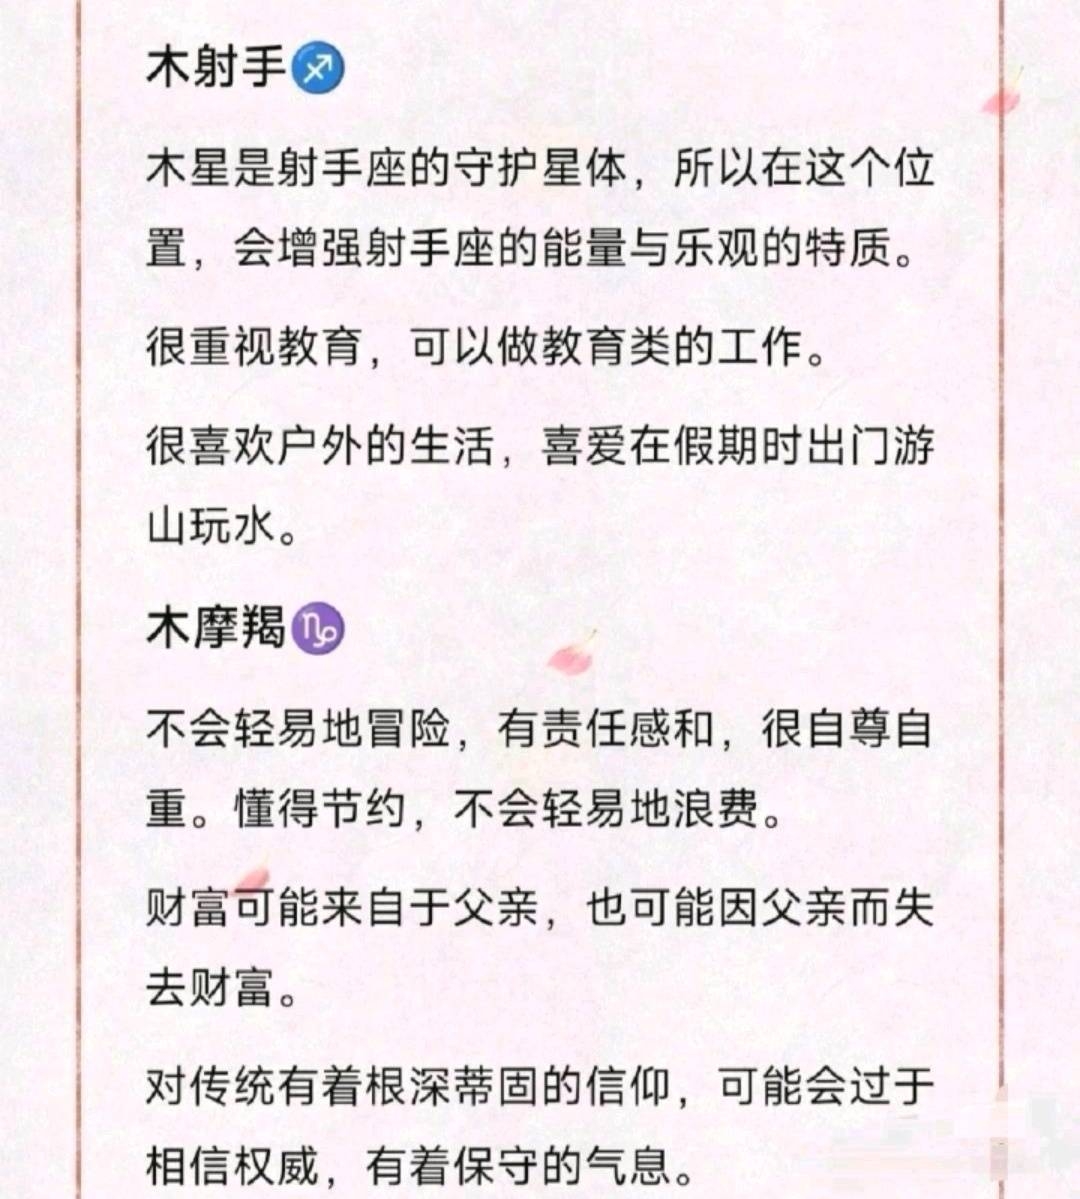 木射手♐
木星是射手座的守护星体，所以在这个位
置，会增强射手座的能量与乐观的特质。
很重视教育，可以做教育类的工作。
很喜欢户外的生活，喜爱在假期时出门游
山玩水。
木摩羯♑
不会轻易地冒险，有责任感和，很自尊自
重。懂得节约，不会轻易地浪费。
财富可能来自于父亲，也可能因父亲而失
去财富。
对传统有着根深蒂固的信仰，可能会过于
相信权威，有着保守的气息。